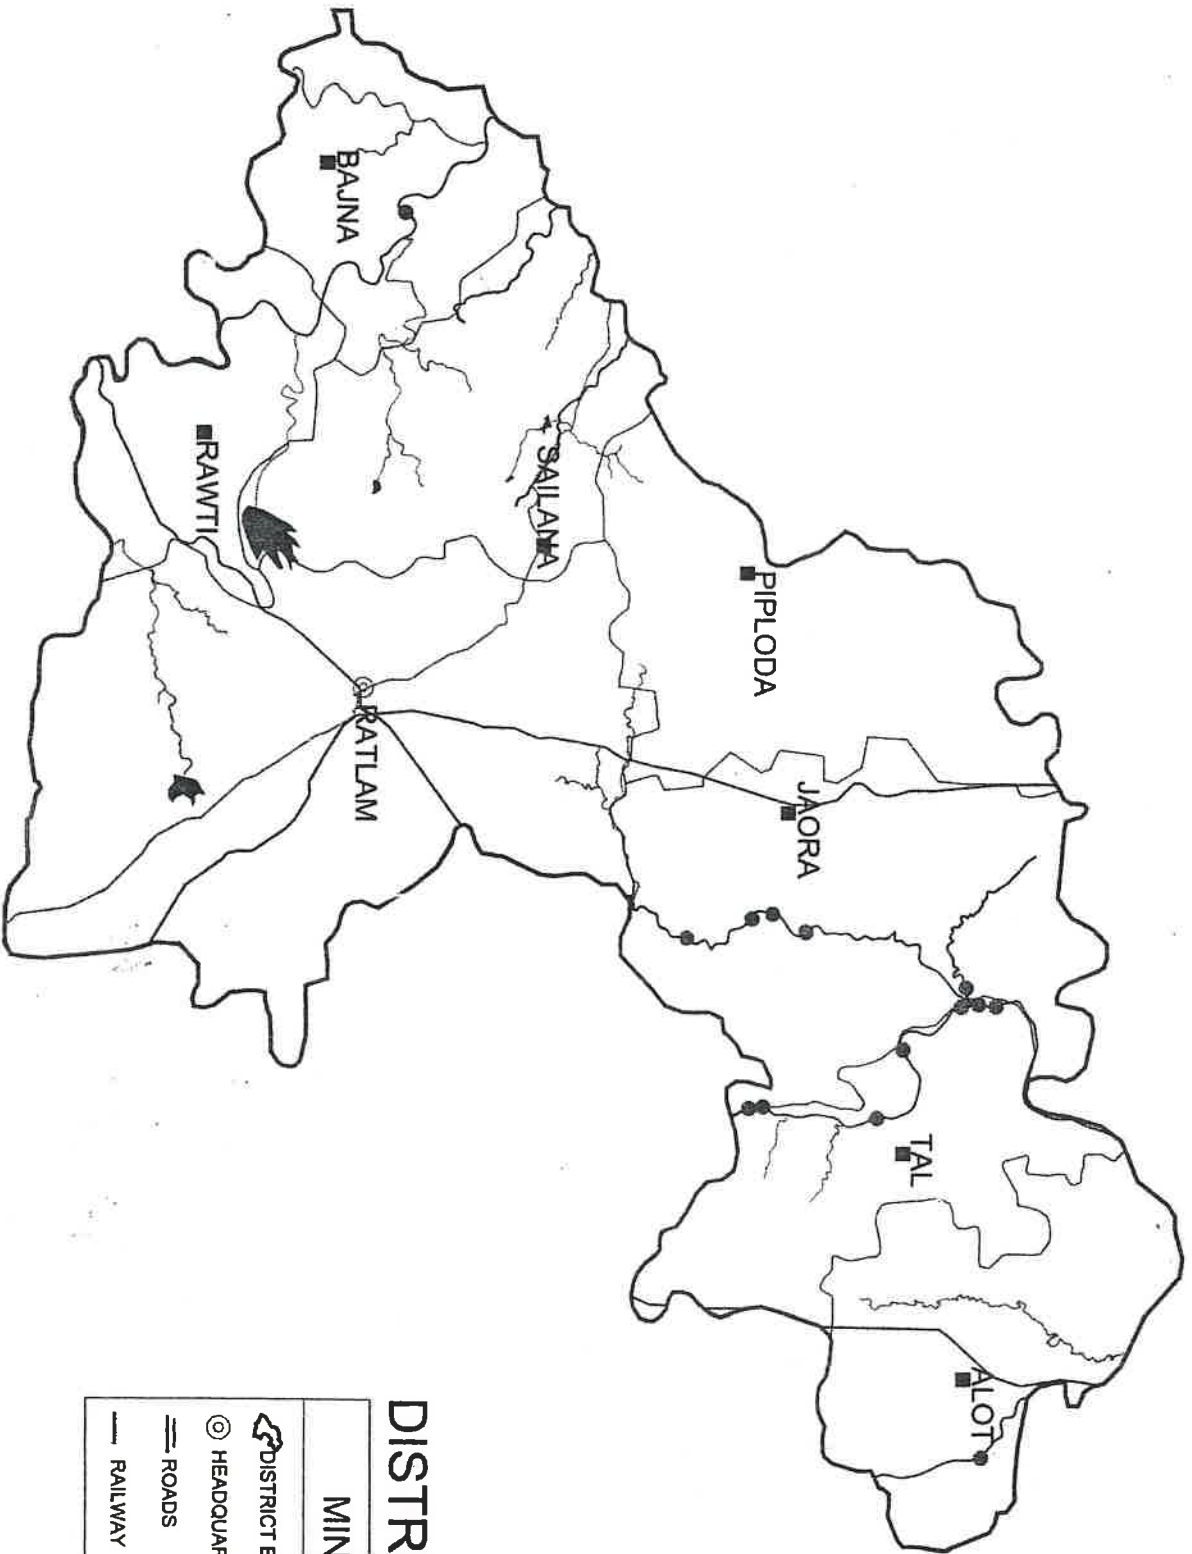 BAJNA
SAILANA
RAWTI
PIPLODA
RATLAM
JAORA
TAL
ALOT
DISTR
MIN
DISTRICT B
HEADQUAR
ROADS
RAILWAY